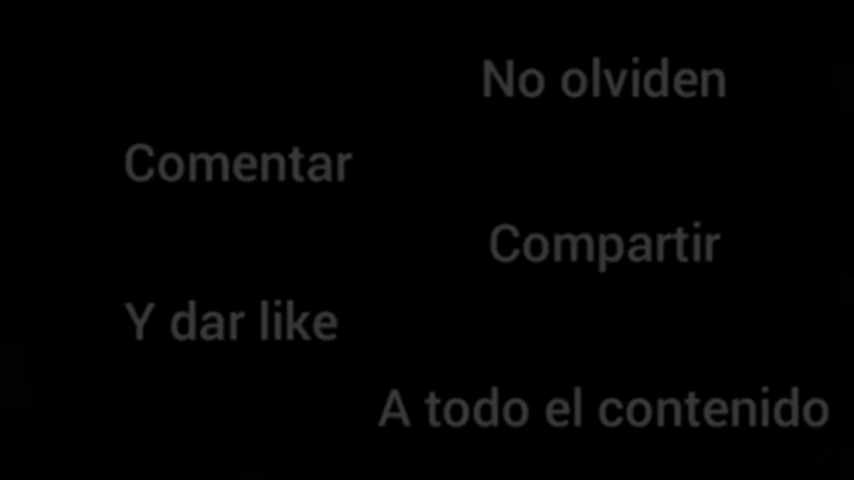 No olviden
Comentar
Compartir
Y dar like
A todo el contenido